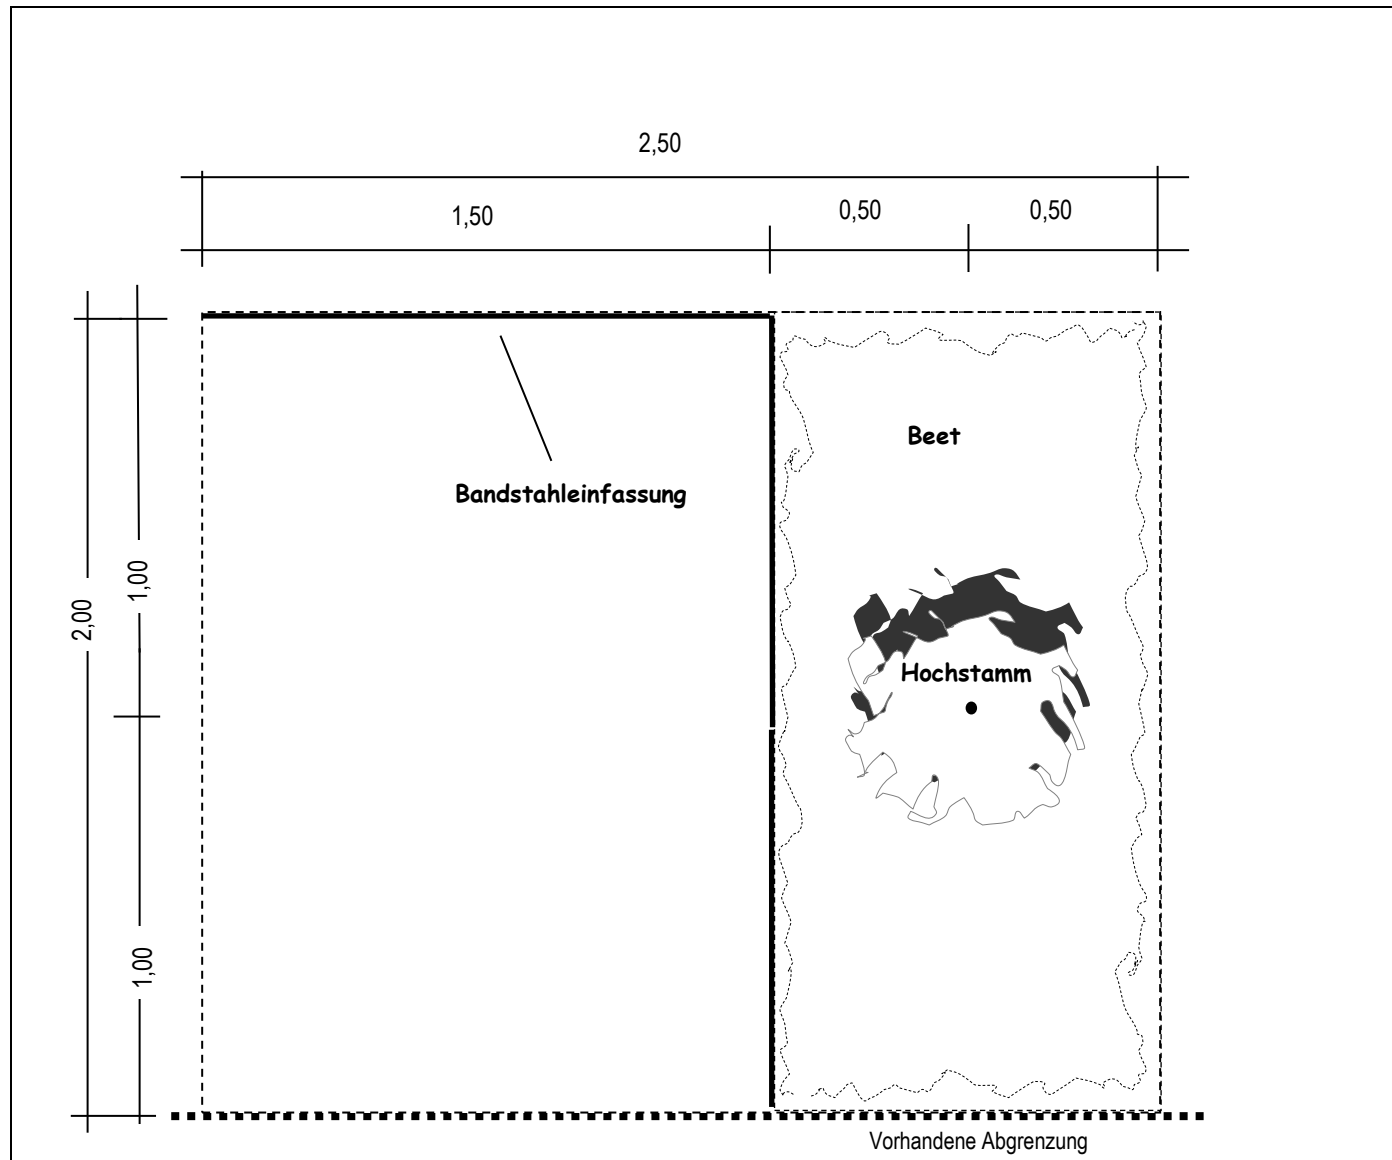 2,50
1,50
0,50
0,50
Beet
Bandstahleinfassung
1,00
2,00
Hochstamm
1,00
Vorhandene Abgrenzung